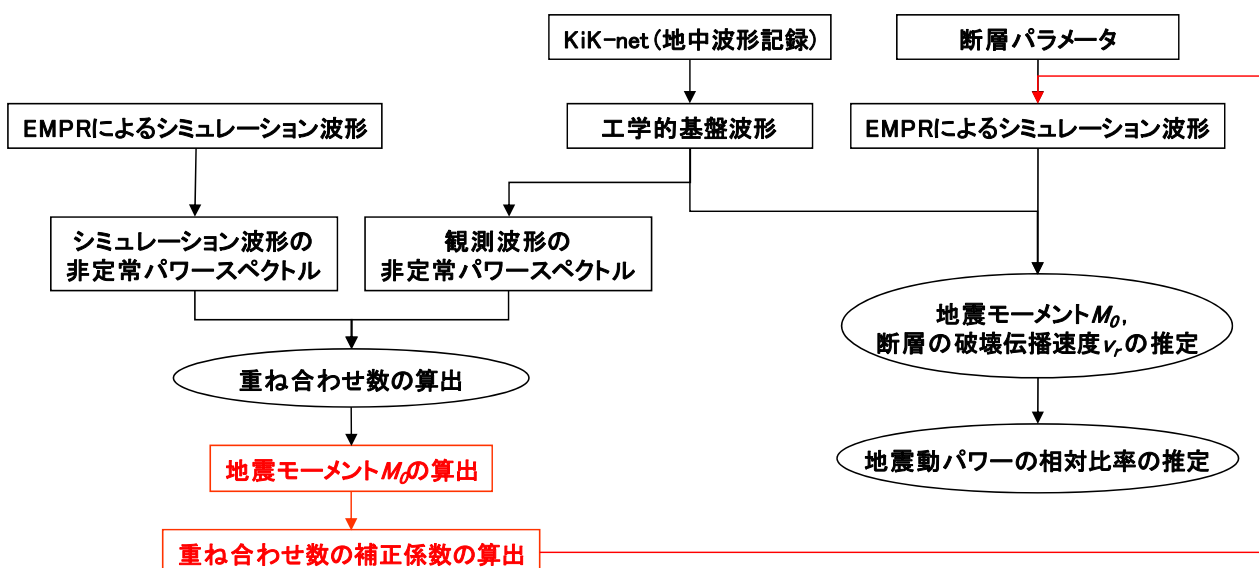 KiK-net(地中波形記録)
断層パラメータ
EMPRによるシミュレーション波形
工学的基盤波形
EMPRによるシミュレーション波形
シミュレーション波形の
非定常パワースペクトル
観測波形の
非定常パワースペクトル
地震モーメントM0,
断層の破壊伝播速度vrの推定
重ね合わせ数の算出
地震モーメントM0の算出
地震動パワーの相対比率の推定
重ね合わせ数の補正係数の算出